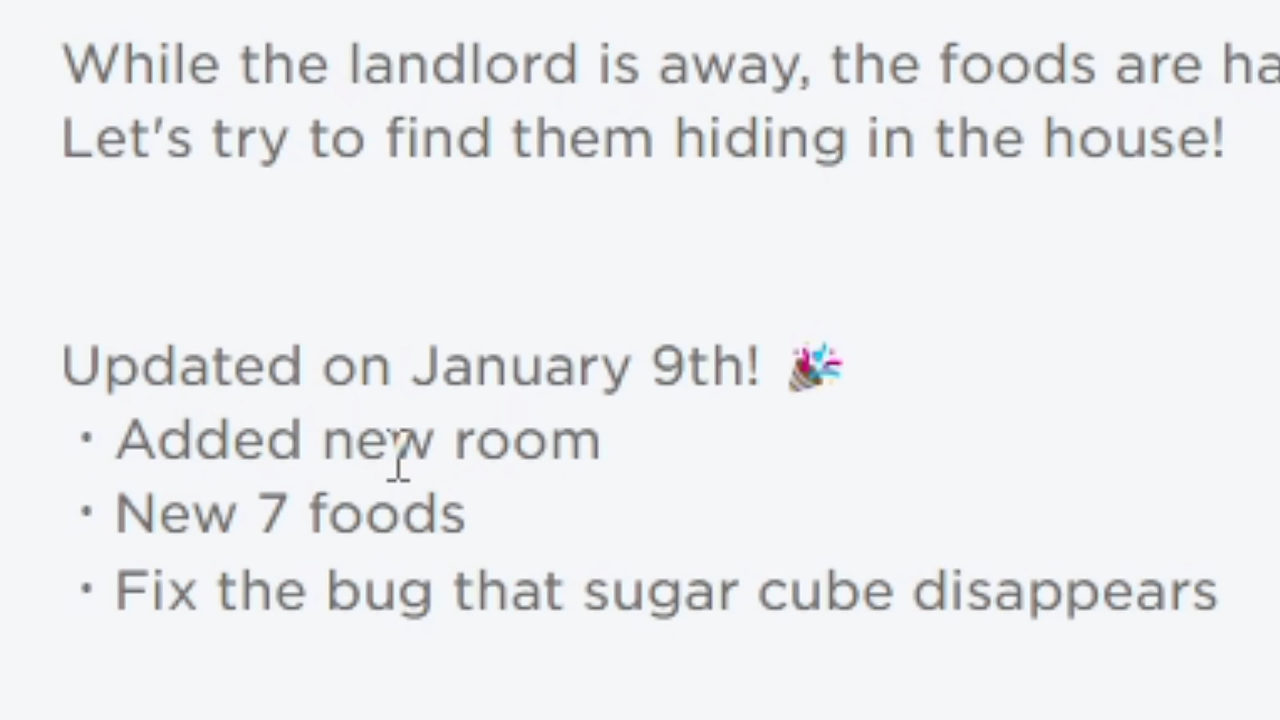 While the landlord is away, the foods are ha
Let's try to find them hiding in the house!
Updated on January 9th! 🎉
・Added new room
・New 7 foods
・Fix the bug that sugar cube disappears